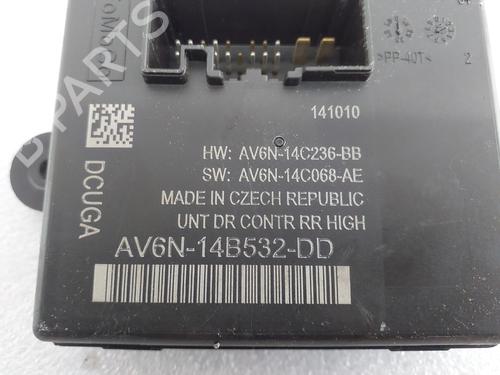 >PP-40T<
2
141010
HW: AV6N-14C236-BB
SW: AV6N-14C068-AE
MADE IN CZECH REPUBLIC
UNT DR CONTR RR HIGH
DCUGA
AV6N-14B532-DD
B-PARTS